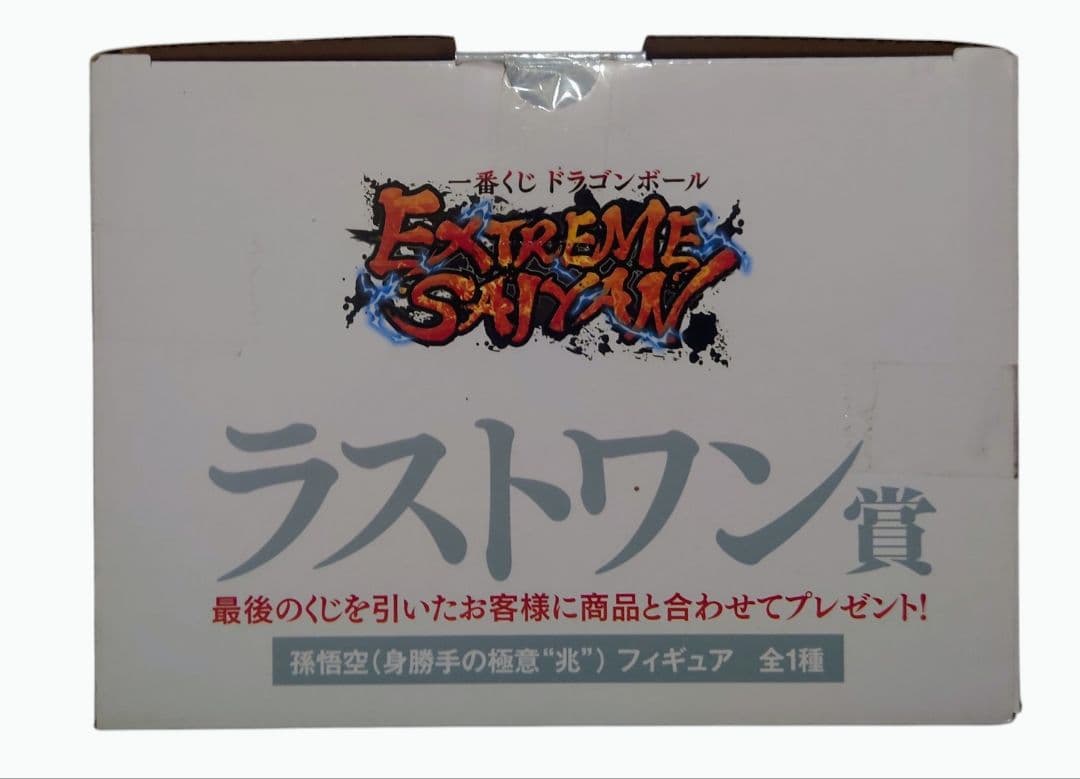 一番くじ ドラゴンボール
EXTREME
SAIYAN
ラストワン賞
最後のくじを引いたお客様に商品と合わせてプレゼント!
孫悟空(身勝手の極意“兆”) フィギュア 全1種